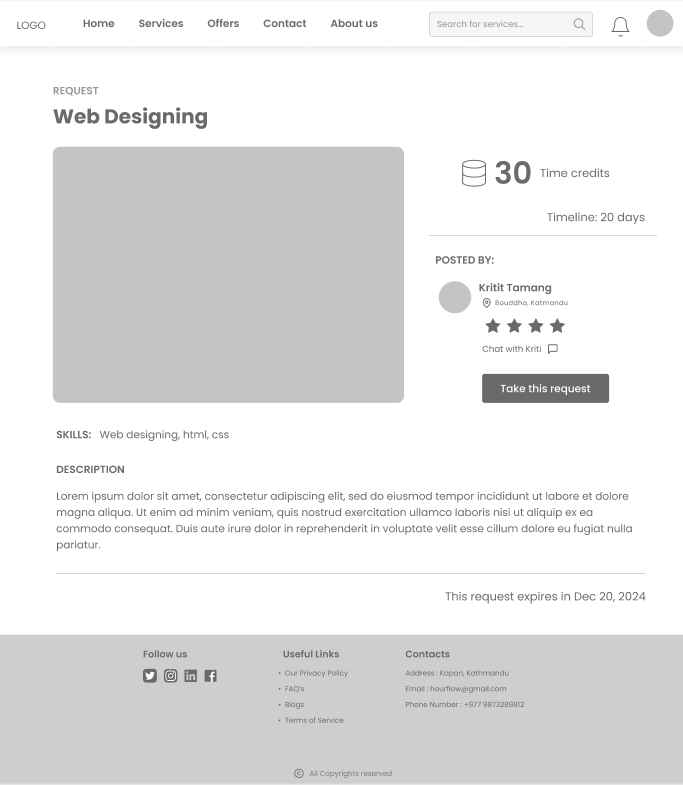 LOGO
Home
Services
Offers
Contact
About us
Search for services...
REQUEST
Web Designing
30 Time credits
Timeline: 20 days
POSTED BY:
Kritit Tamang
Bouddha, Katmandu
Chat with Kriti
Take this request
SKILLS: Web designing, html, css
DESCRIPTION
Lorem ipsum dolor sit amet, consectetur adipiscing elit, sed do eiusmod tempor incididunt ut labore et dolore
magna aliqua. Ut enim ad minim veniam, quis nostrud exercitation ullamco laboris nisi ut aliquip ex ea
commodo consequat. Duis aute irure dolor in reprehenderit in voluptate velit esse cillum dolore eu fugiat nulla
pariatur.
This request expires in Dec 20, 2024
Follow us
Useful Links
• Our Privacy Policy
• FAQ's
• Blogs
• Terms of Service
Contacts
Address : Kapan, Kathmandu
Email : hourflow@gmail.com
Phone Number : +977 9873289812
© All Copyrights reserved